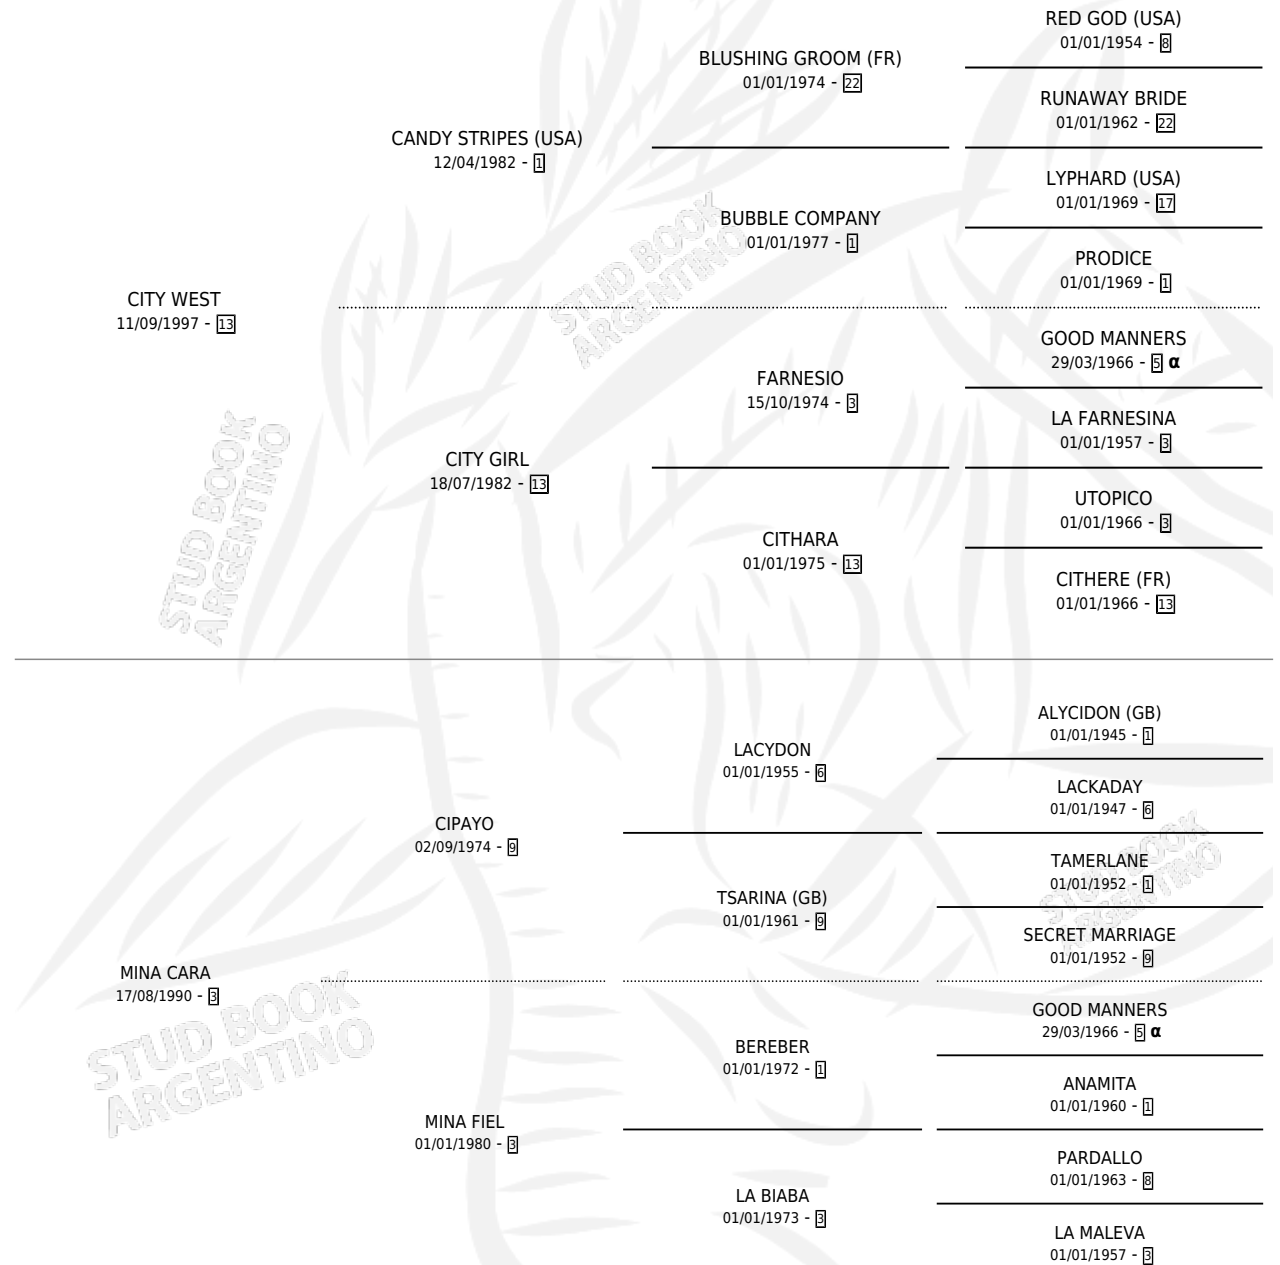 RED GOD (USA)
01/01/1954 - 8
BLUSHING GROOM (FR)
01/01/1974 - 22
RUNAWAY BRIDE
01/01/1962 - 22
CANDY STRIPES (USA)
12/04/1982 - 1
LYPHARD (USA)
01/01/1969 - 17
BUBBLE COMPANY
01/01/1977 - 1
PRODICE
01/01/1969 - 1
CITY WEST
11/09/1997 - 13
GOOD MANNERS
29/03/1966 - 5 α
FARNESIO
15/10/1974 - 3
LA FARNESINA
01/01/1957 - 3
CITY GIRL
18/07/1982 - 13
UTOPICO
01/01/1966 - 3
CITHARA
01/01/1975 - 13
CITHERE (FR)
01/01/1966 - 13
STUD BOOK
ARGENTINO
STUD BOOK
ARGENTINO
ALYCIDON (GB)
01/01/1945 - 1
LACYDON
01/01/1955 - 6
LACKADAY
01/01/1947 - 6
CIPAYO
02/09/1974 - 9
TAMERLANE
01/01/1952 - 1
TSARINA (GB)
01/01/1961 - 9
SECRET MARRIAGE
01/01/1952 - 9
MINA CARA
17/08/1990 - 3
GOOD MANNERS
29/03/1966 - 5 α
BEREBER
01/01/1972 - 1
ANAMITA
01/01/1960 - 1
MINA FIEL
01/01/1980 - 3
PARDALLO
01/01/1963 - 8
LA BIABA
01/01/1973 - 3
LA MALEVA
01/01/1957 - 3
STUD BOOK
ARGENTINO
STUD BOOK
ARGENTINO